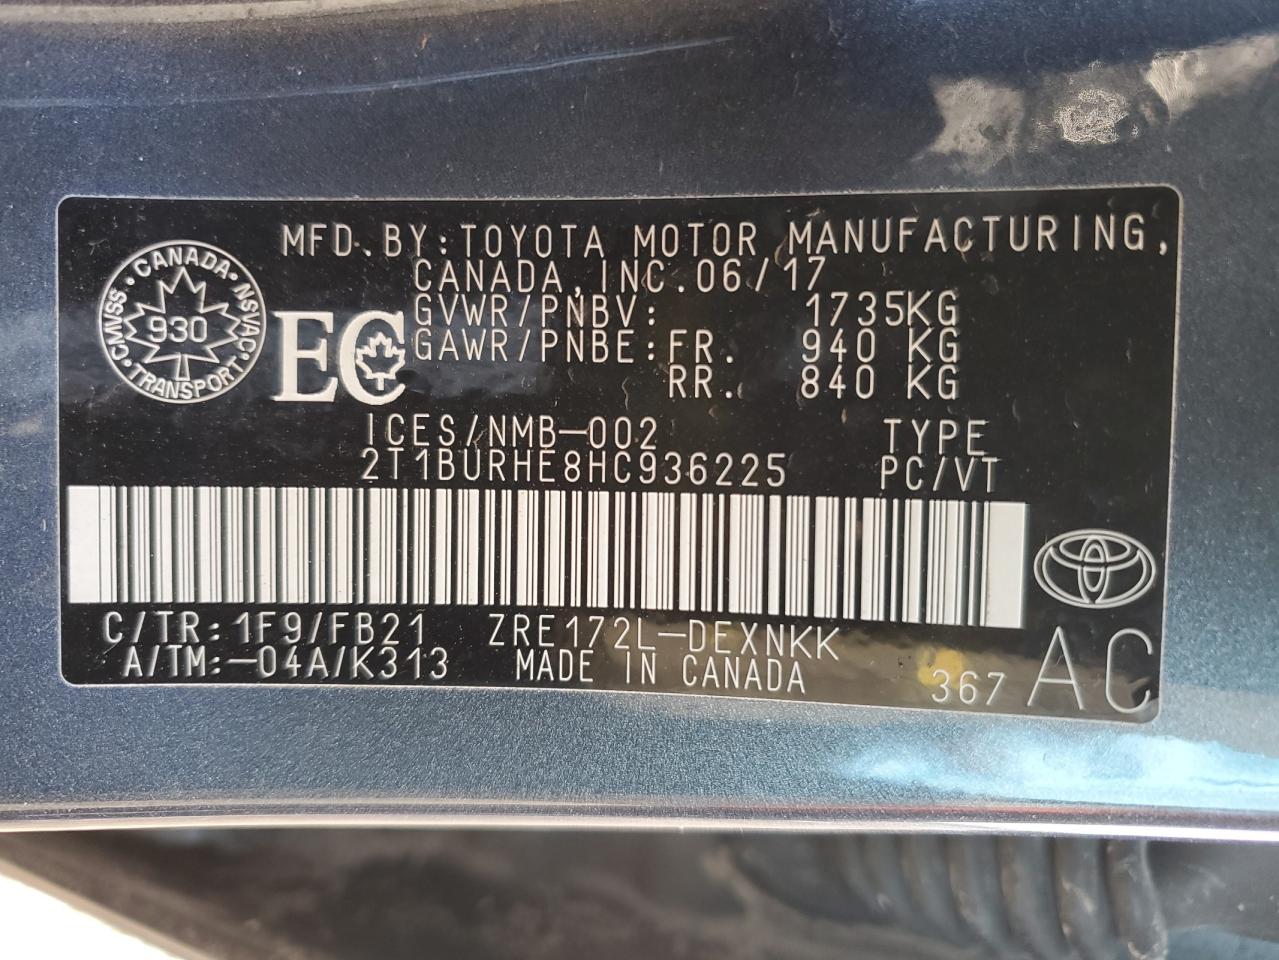 MFD.BY:TOYOTA MOTOR MANUFACTURING,
CANADA,INC.06/17
GVWR/PNBV: 1735KG
GAWR/PNBE:FR. 940 KG
RR. 840 KG
CANADA
CMVSS
930
NSVAC
TRANSPORT
EC
ICES/NMB-002 TYPE
2T1BURHE8HC936225 PC/VT
C/TR:1F9/FB21 ZRE172L-DEXNKK
A/TM:-04A/K313 MADE IN CANADA 367 AC